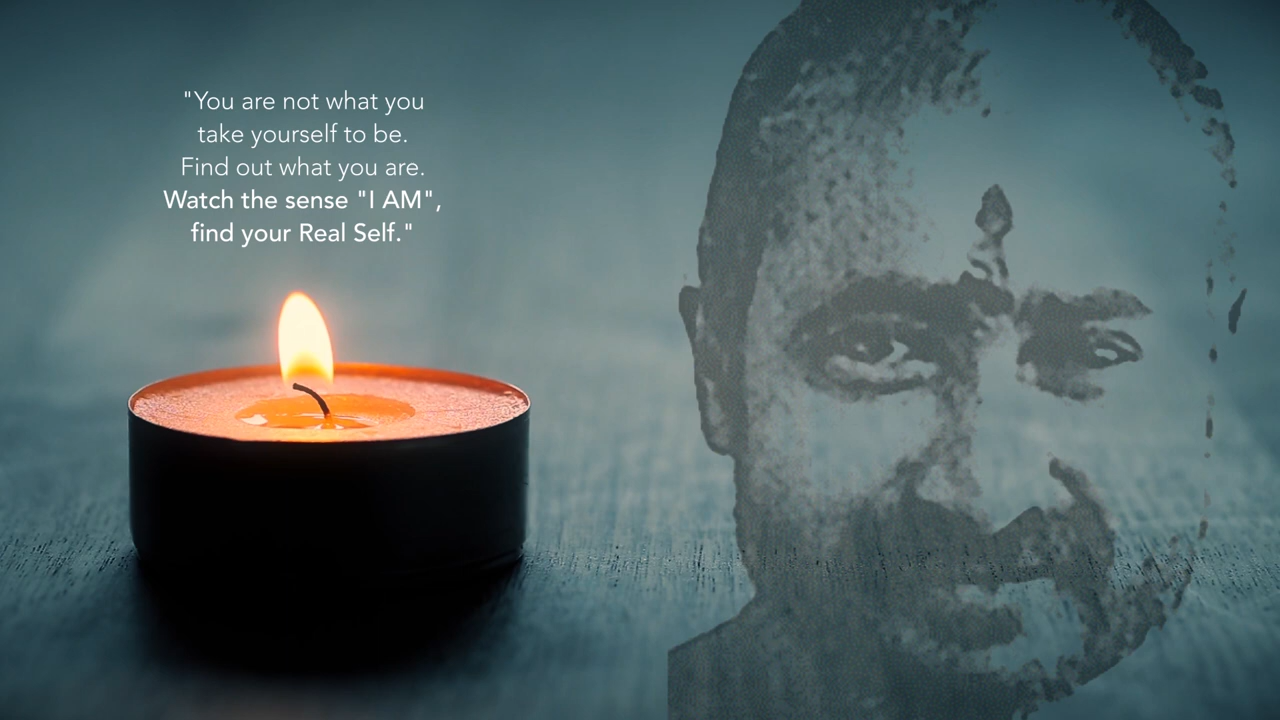 "You are not what you
take yourself to be.
Find out what you are.
Watch the sense "I AM",
find your Real Self."